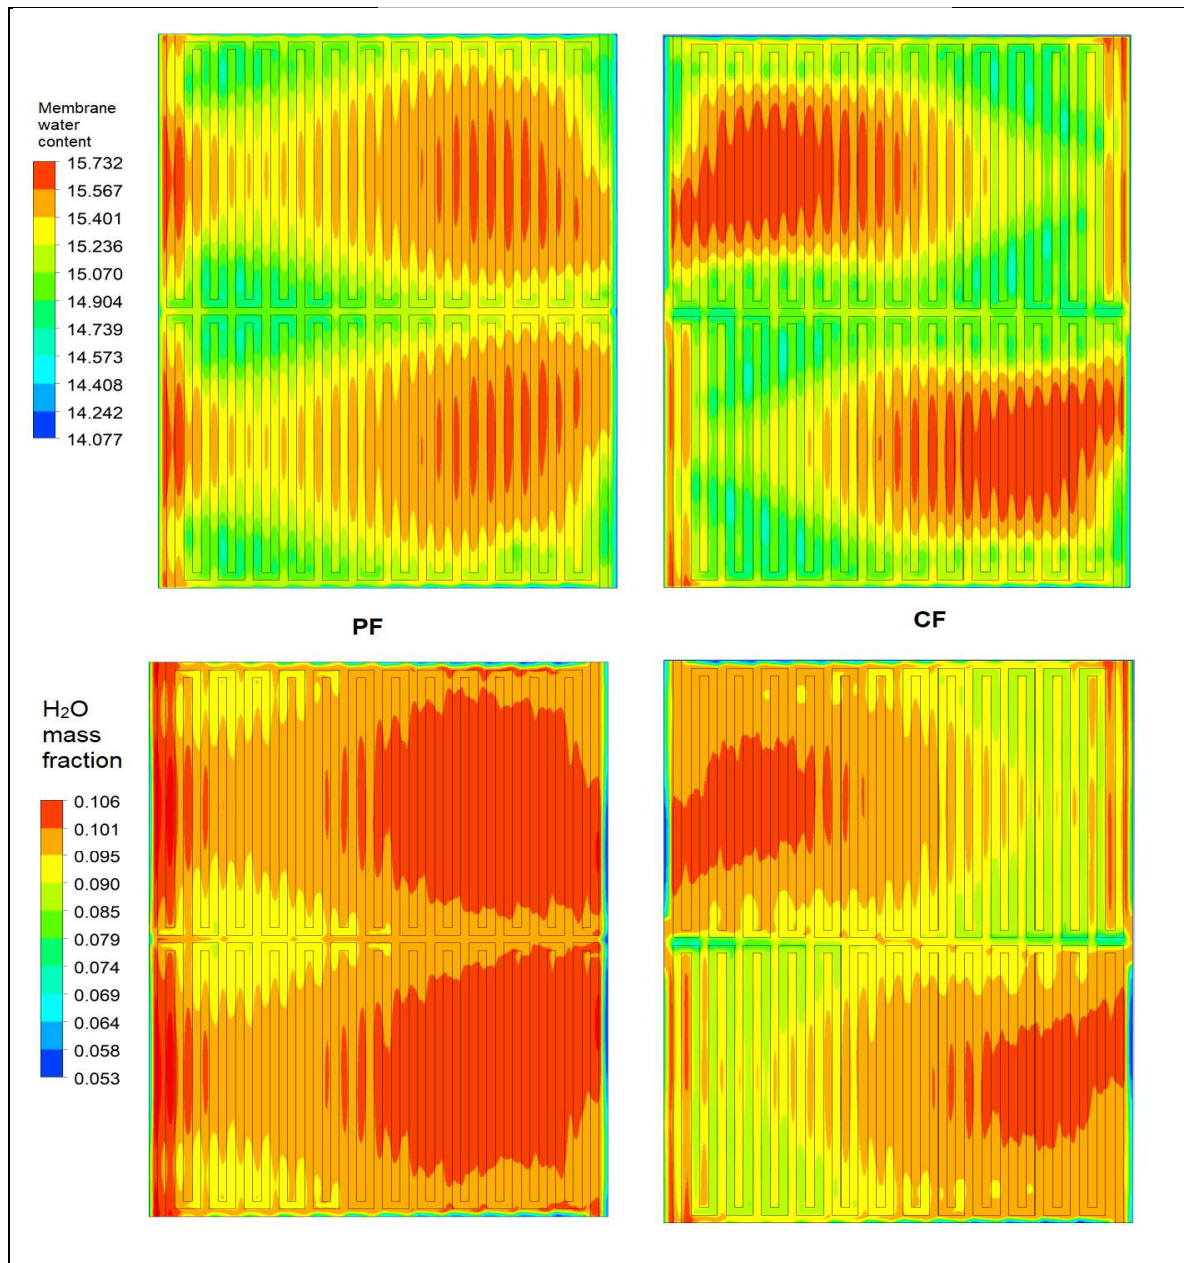 Membrane
water
content
15.732
15.567
15.401
15.236
15.070
14.904
14.739
14.573
14.408
14.242
14.077
PF
CF
H₂O
mass
fraction
0.106
0.101
0.095
0.090
0.085
0.079
0.074
0.069
0.064
0.058
0.053